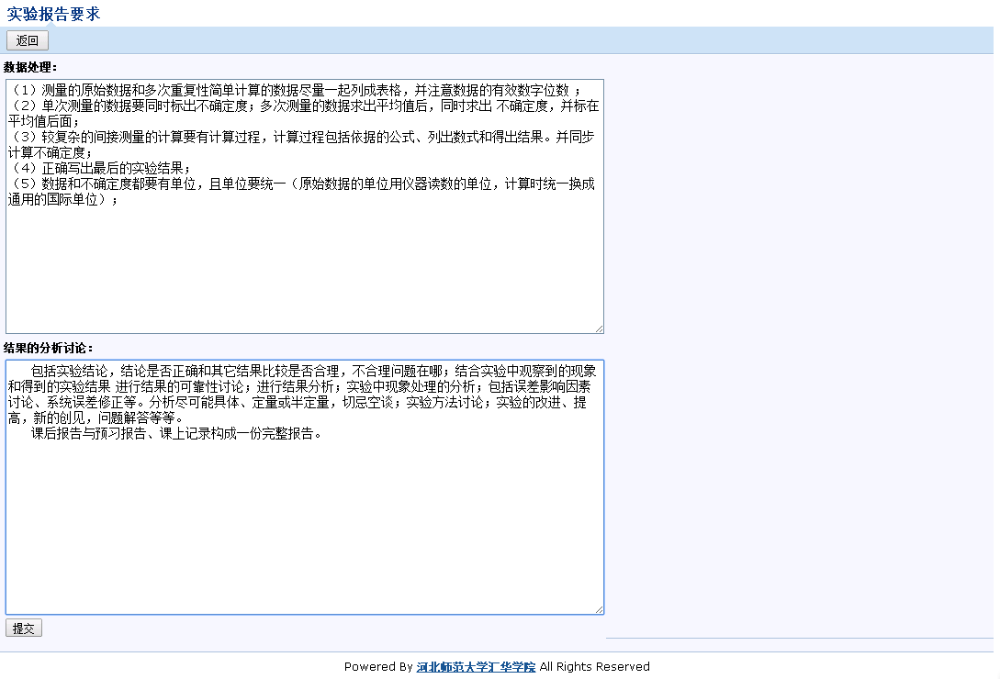 实验报告要求
返回
数据处理：
（1）测量的原始数据和多次重复性简单计算的数据尽量一起列成表格，并注意数据的有效数字位数 ；
（2）单次测量的数据要同时标出不确定度；多次测量的数据求出平均值后，同时求出 不确定度，并标在
平均值后面；
（3）较复杂的间接测量的计算要有计算过程，计算过程包括依据的公式、列出数式和得出结果。并同步
计算不确定度；
（4）正确写出最后的实验结果；
（5）数据和不确定度都要有单位，且单位要统一（原始数据的单位用仪器读数的单位，计算时统一换成
通用的国际单位）；
结果的分析讨论：
包括实验结论，结论是否正确和其它结果比较是否合理，不合理问题在哪；结合实验中观察到的现象
和得到的实验结果 进行结果的可靠性讨论；进行结果分析；实验中现象处理的分析；包括误差影响因素
讨论、系统误差修正等。分析尽可能具体、定量或半定量，切忌空谈；实验方法讨论；实验的改进、提
高，新的创见，问题解答等等。
课后报告与预习报告、课上记录构成一份完整报告。
提交
Powered By 河北师范大学汇华学院 All Rights Reserved